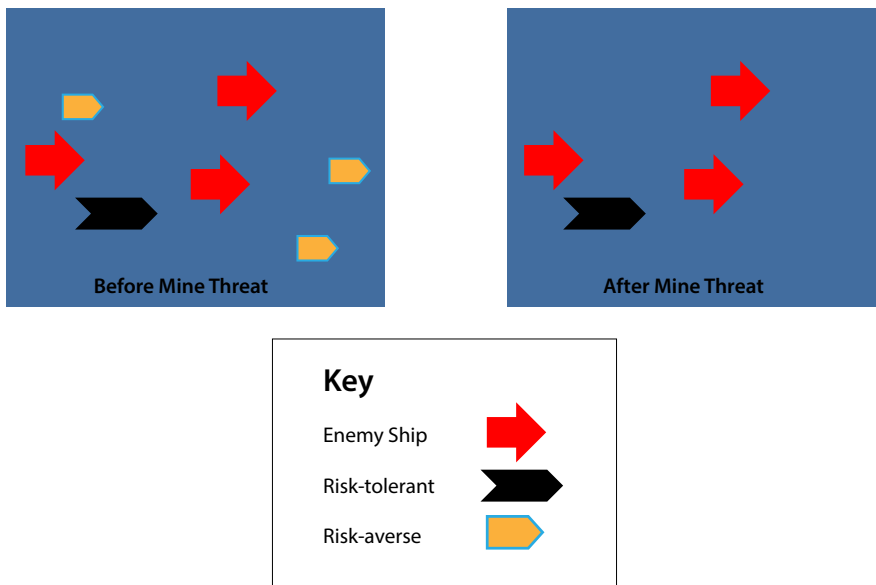 Before Mine Threat
After Mine Threat
Key
Enemy Ship
Risk-tolerant
Risk-averse